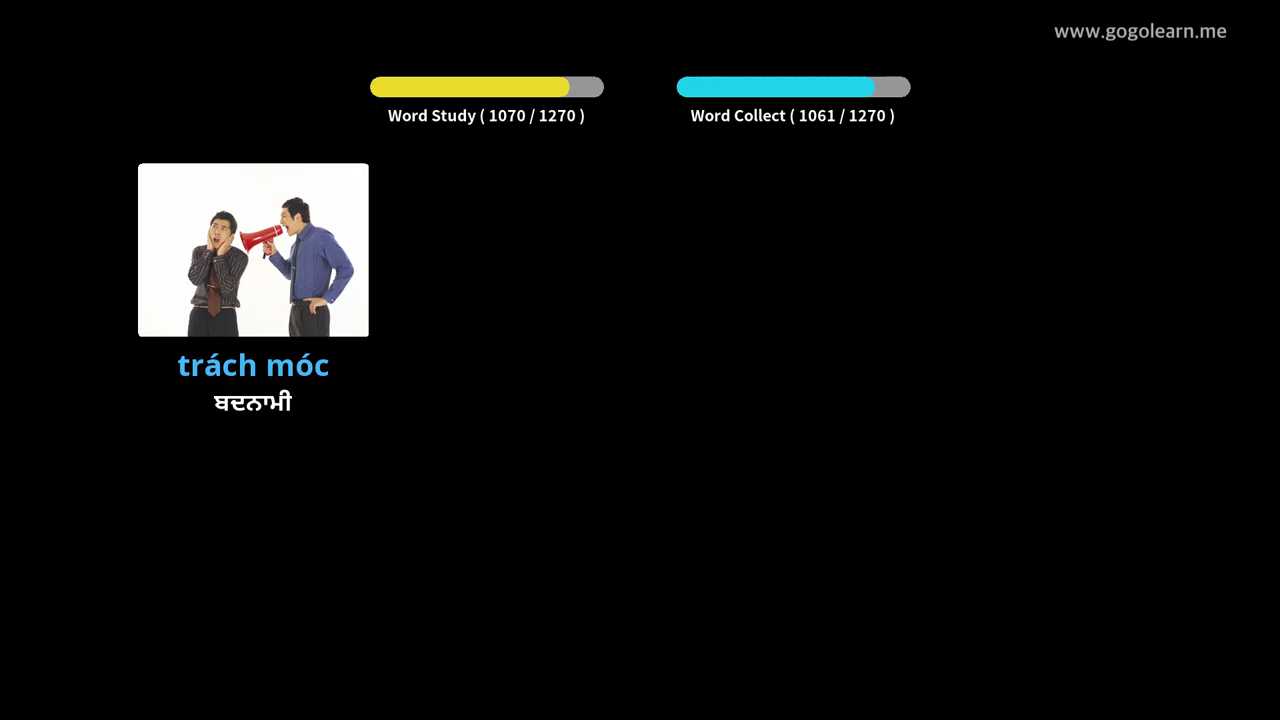 www.gogolearn.me
Word Study ( 1070 / 1270 )
Word Collect ( 1061 / 1270 )
trách móc
ਬਦਨਾਮੀ